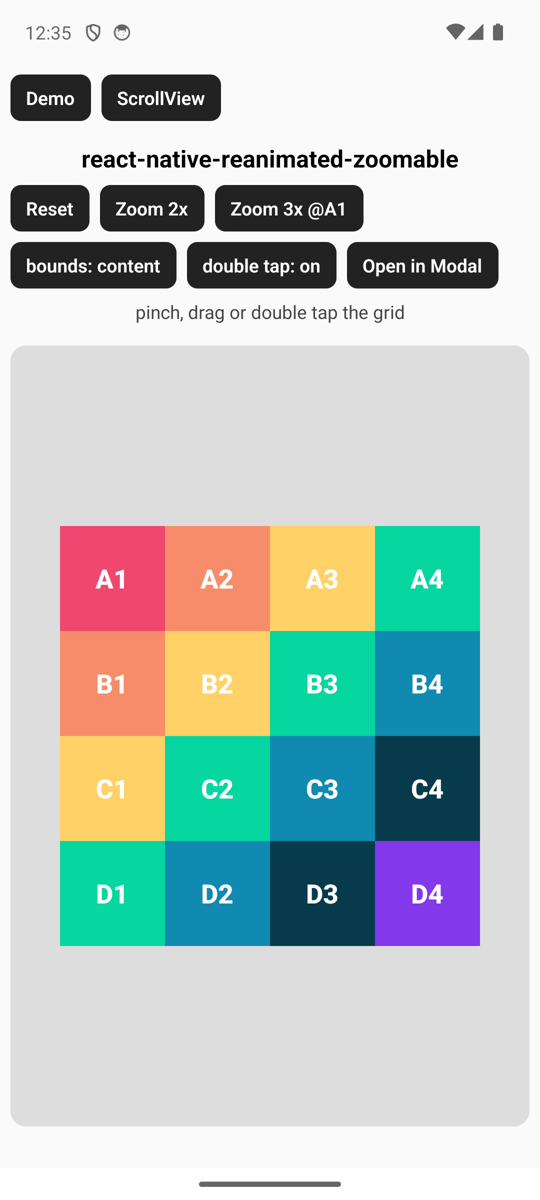 12:35
Demo ScrollView
react-native-reanimated-zoomable
Reset Zoom 2x Zoom 3x @A1
bounds: content double tap: on Open in Modal
pinch, drag or double tap the grid
A1 A2 A3 A4
B1 B2 B3 B4
C1 C2 C3 C4
D1 D2 D3 D4